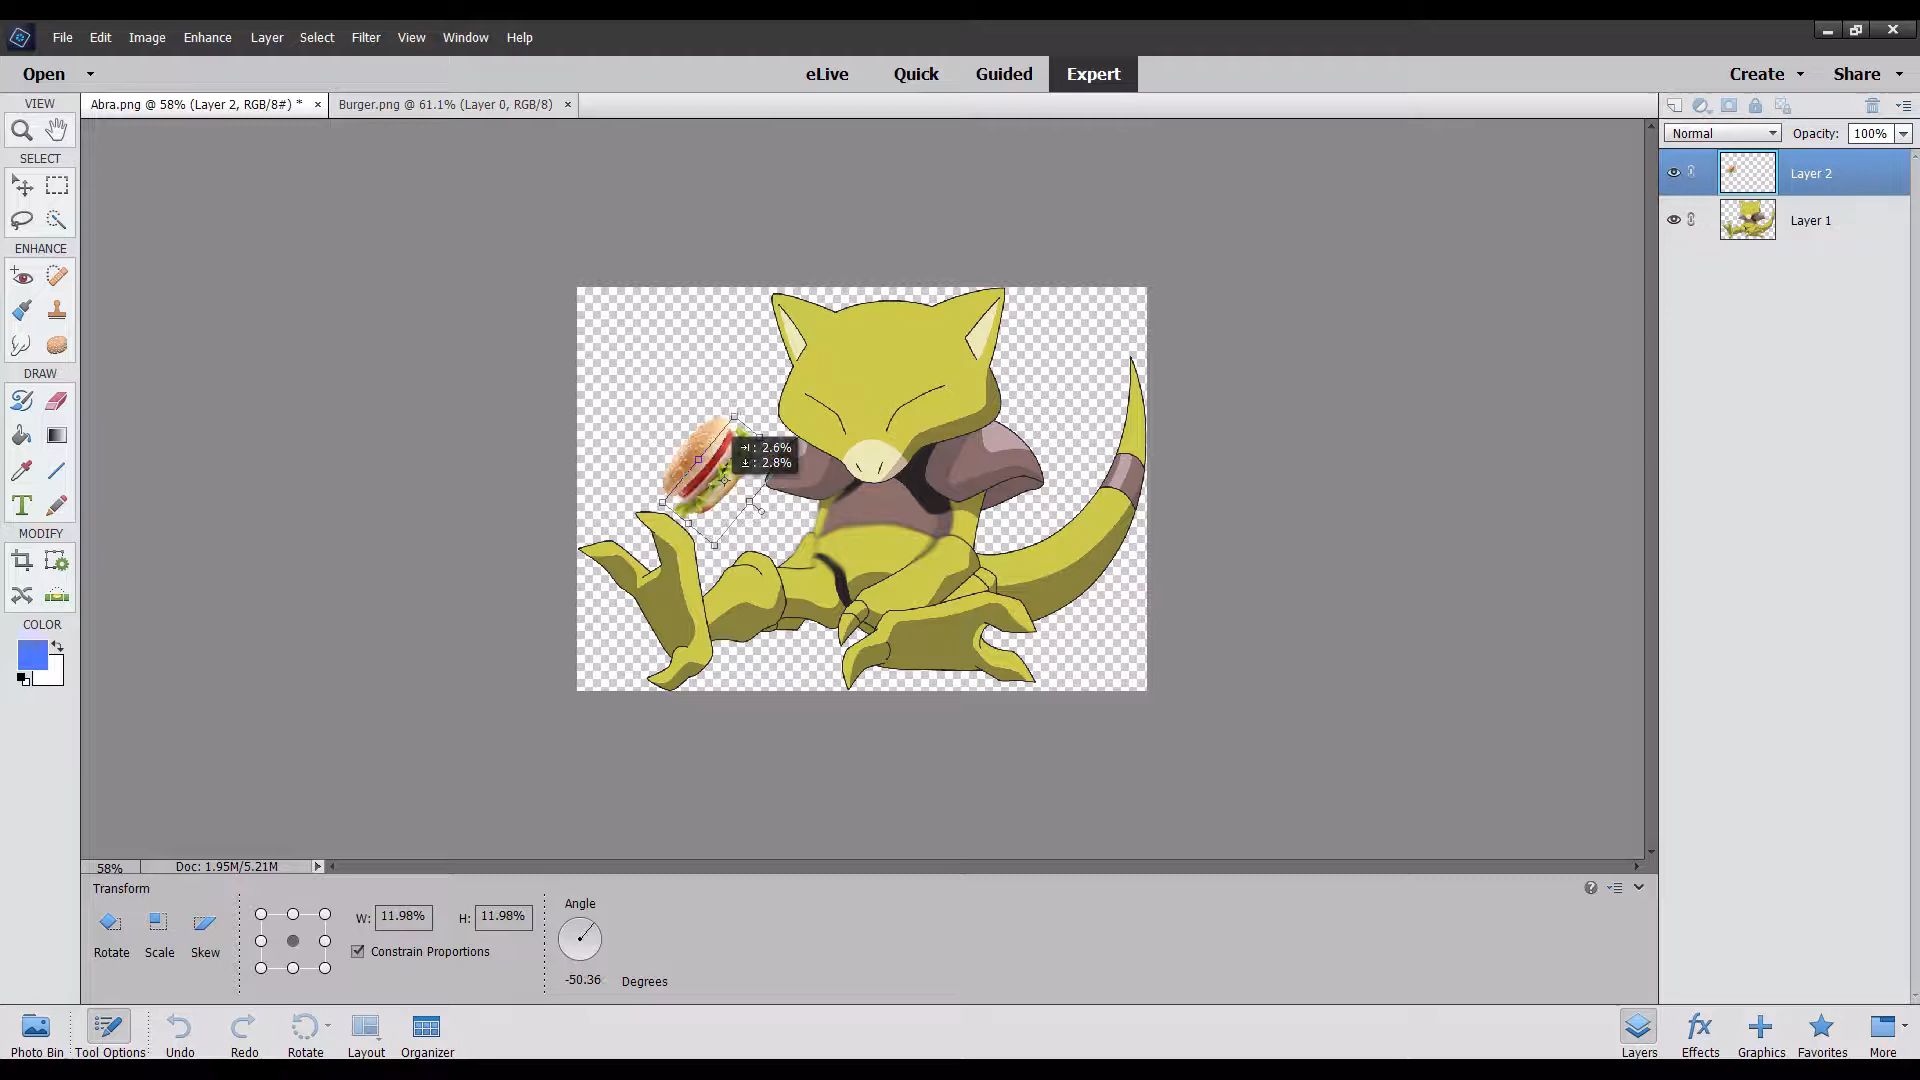 File Edit Image Enhance Layer Select Filter View Window Help
Open eLive Quick Guided Expert Create Share
VIEW
Abra.png @ 58% (Layer 2, RGB/8#) * ×
Burger.png @ 61.1% (Layer 0, RGB/8) ×
Normal Opacity: 100%
SELECT
Layer 2
Layer 1
ENHANCE
DRAW
: 2.6%
: 2.8%
T
MODIFY
COLOR
58% Doc: 1.95M/5.21M
Transform
Angle
W: 11.98% H: 11.98%
Rotate Scale Skew
Constrain Proportions
-50.36 Degrees
fx
Photo Bin Tool Options Undo Redo Rotate Layout Organizer
Layers Effects Graphics Favorites More